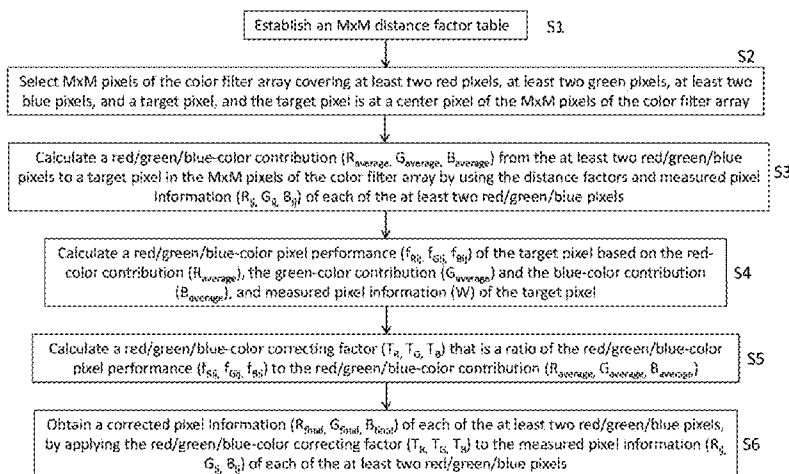 Establish an MxM distance factor table
S1
S2
Select MxM pixels of the color filter array covering at least two red pixels, at least two green pixels, at least two
blue pixels, and a target pixel, and the target pixel is at a center pixel of the MxM pixels of the color filter array
Calculate a red/green/blue-color contribution (Raverage, Gaverage, Baverage) from the at least two red/green/blue
pixels to a target pixel in the MxM pixels of the color filter array by using the distance factors and measured pixel
information (Rij, Gij, Bij) of each of the at least two red/green/blue pixels
S3
Calculate a red/green/blue-color pixel performance (fRij, fGij, fBij) of the target pixel based on the red-
color contribution (Raverage), the green-color contribution (Gaverage) and the blue-color contribution
(Baverage), and measured pixel information (W) of the target pixel
S4
Calculate a red/green/blue-color correcting factor (TR, TG, TB) that is a ratio of the red/green/blue-color
pixel performance (fRij, fGij, fBij) to the red/green/blue-color contribution (Raverage, Gaverage, Baverage)
S5
Obtain a corrected pixel information (Rfinal, Gfinal, Bfinal) of each of the at least two red/green/blue pixels,
by applying the red/green/blue-color correcting factor (TR, TG, TB) to the measured pixel information (Rij,
Gij, Bij) of each of the at least two red/green/blue pixels
S6